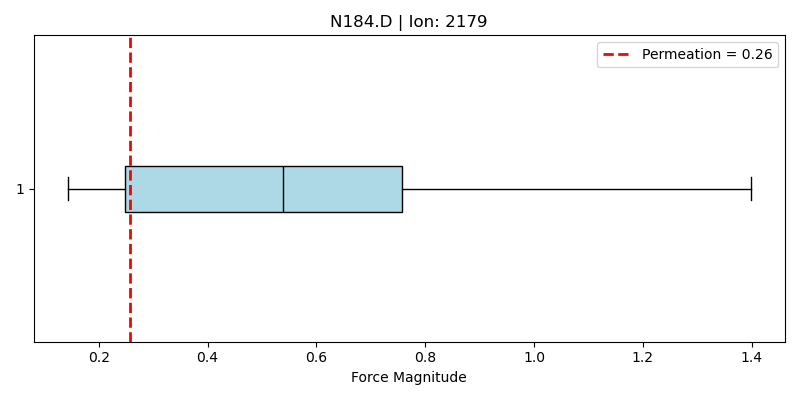 N184.D | Ion: 2179
Permeation = 0.26
1
0.2 0.4 0.6 0.8 1.0 1.2 1.4
Force Magnitude